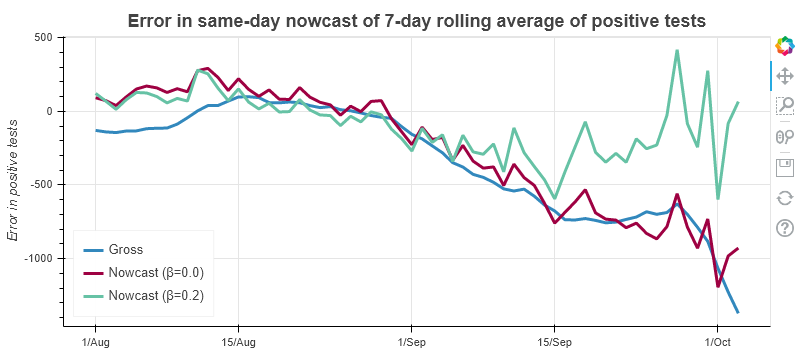 Error in same-day nowcast of 7-day rolling average of positive tests
Error in positive tests
500
0
-500
-1000
Gross
Nowcast (β=0.0)
Nowcast (β=0.2)
1/Aug
15/Aug
1/Sep
15/Sep
1/Oct